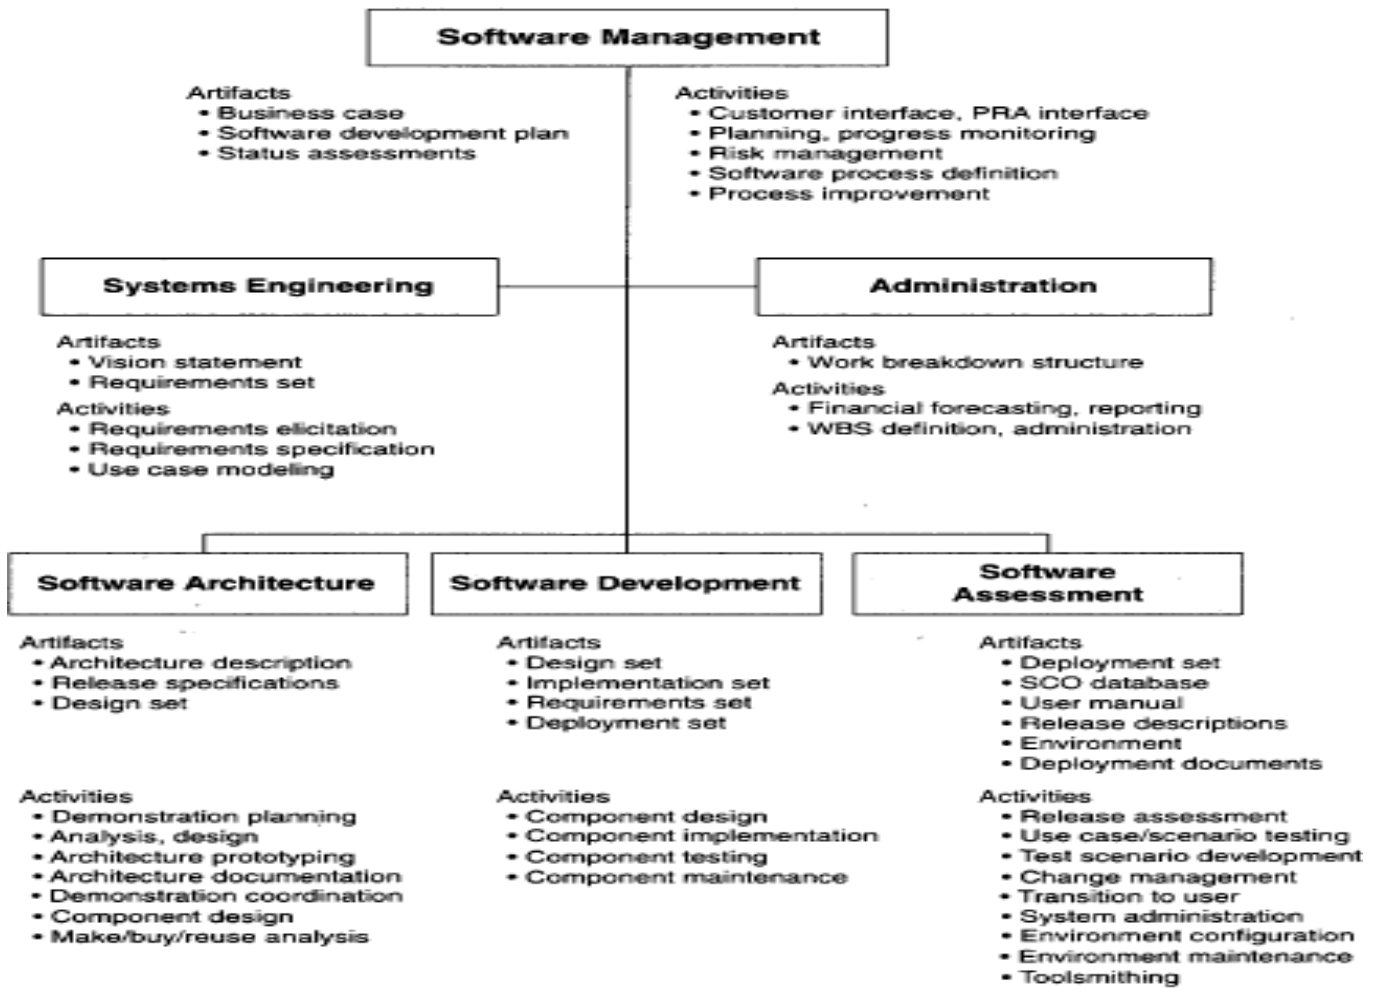 Software Management
Artifacts
• Business case
• Software development plan
• Status assessments
Activities
• Customer interface, PRA interface
• Planning, progress monitoring
• Risk management
• Software process definition
• Process improvement
Systems Engineering
Artifacts
• Vision statement
• Requirements set
Activities
• Requirements elicitation
• Requirements specification
• Use case modeling
Administration
Artifacts
• Work breakdown structure
Activities
• Financial forecasting, reporting
• WBS definition, administration
Software Architecture
Artifacts
• Architecture description
• Release specifications
• Design set
Activities
• Demonstration planning
• Analysis, design
• Architecture prototyping
• Architecture documentation
• Demonstration coordination
• Component design
• Make/buy/reuse analysis
Software Development
Artifacts
• Design set
• Implementation set
• Requirements set
• Deployment set
Activities
• Component design
• Component implementation
• Component testing
• Component maintenance
Software
Assessment
Artifacts
• Deployment set
• SCO database
• User manual
• Release descriptions
• Environment
• Deployment documents
Activities
• Release assessment
• Use case/scenario testing
• Test scenario development
• Change management
• Transition to user
• System administration
• Environment configuration
• Environment maintenance
• Toolsmithing